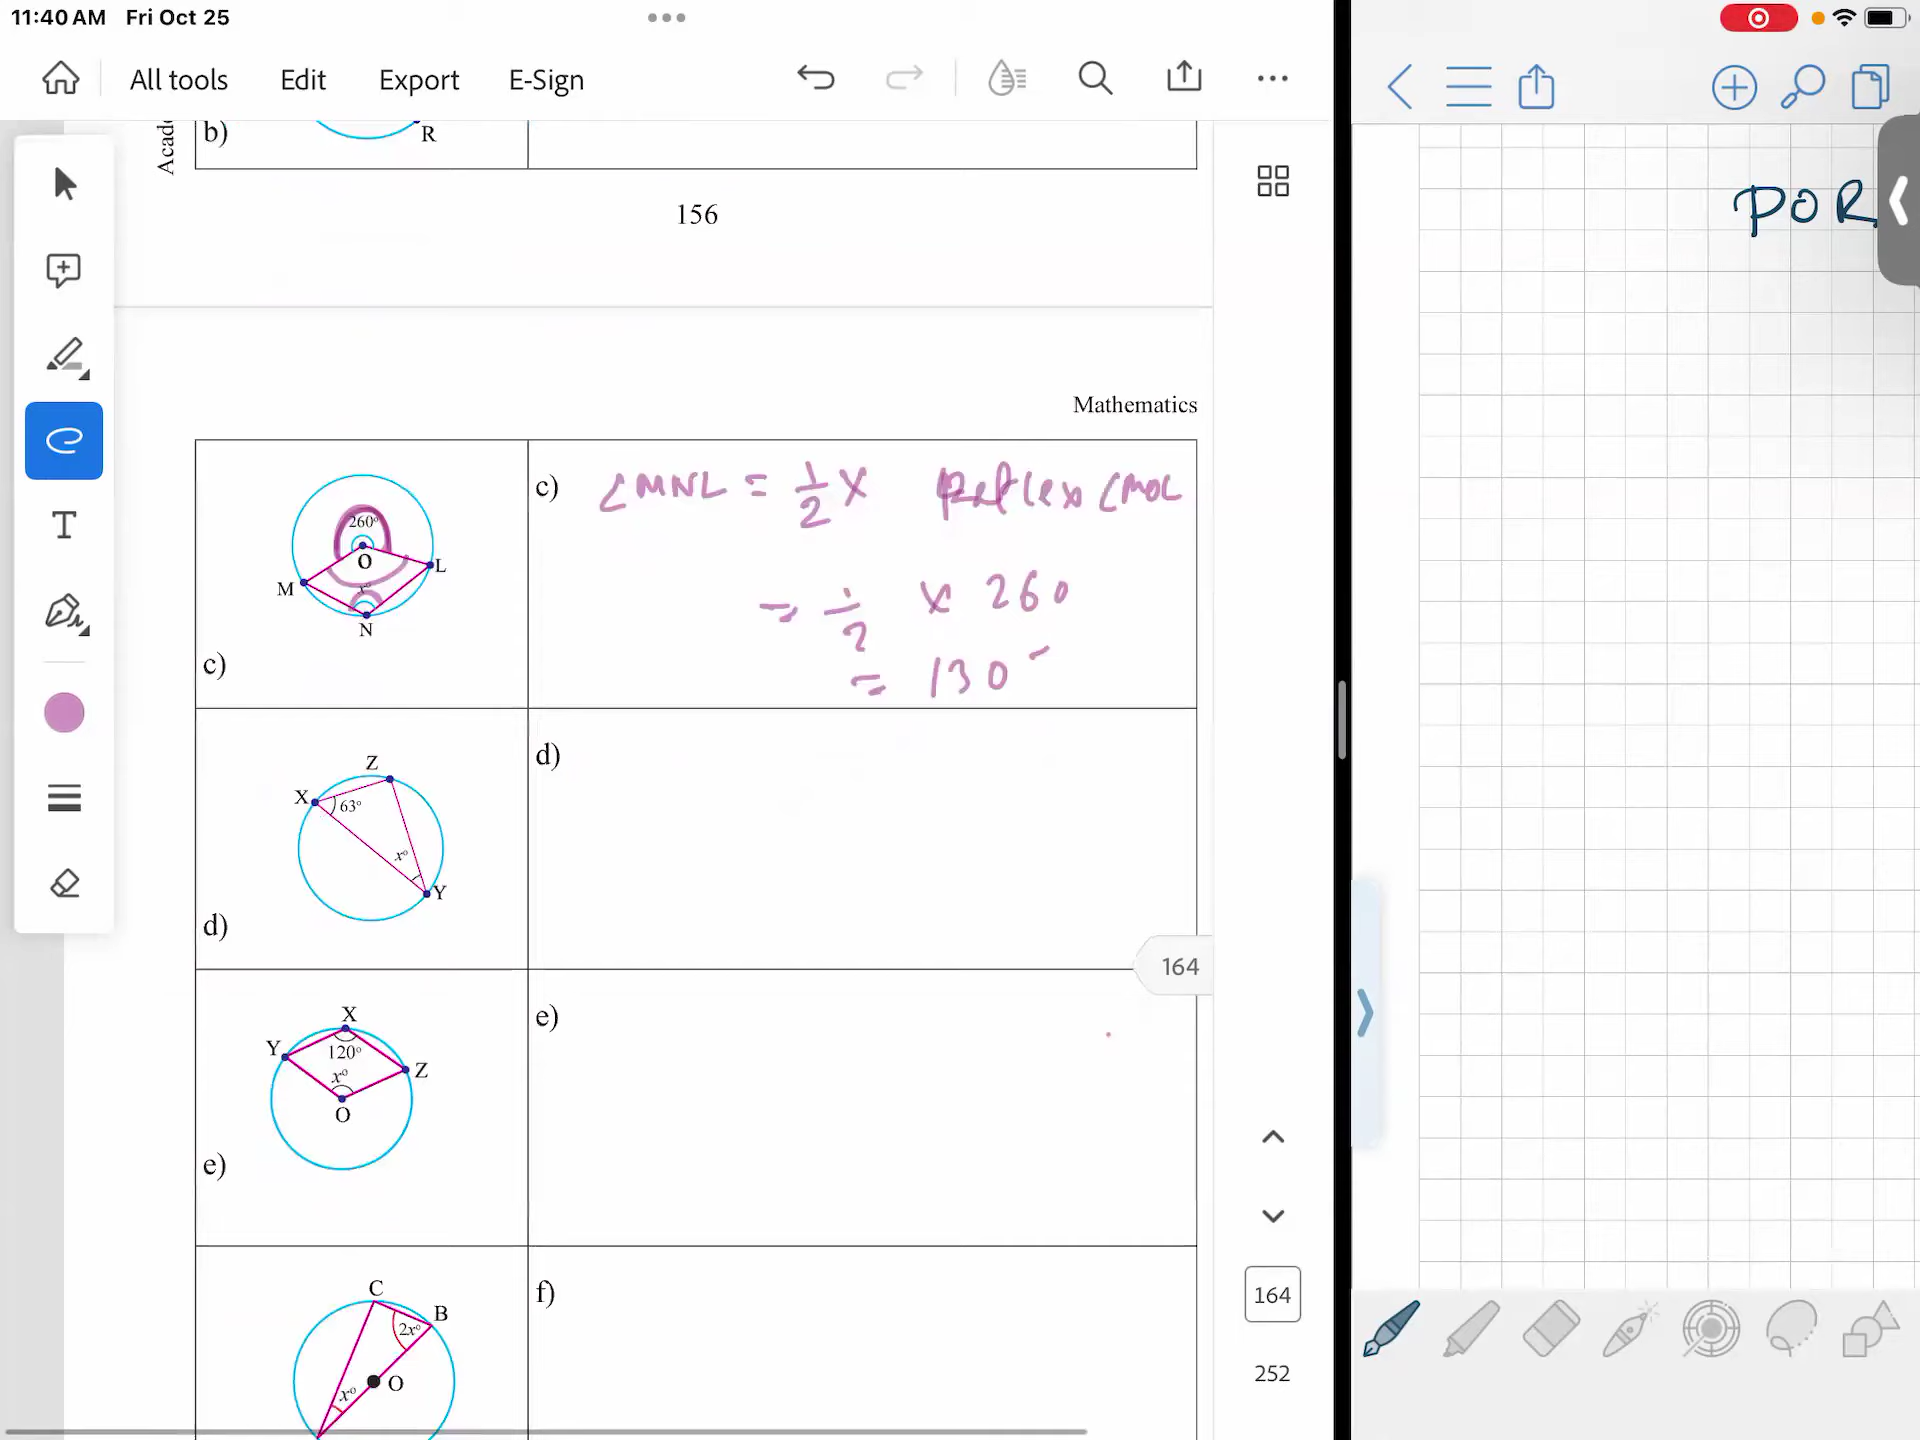 11:40 AM Fri Oct 25
All tools Edit Export E-Sign
Acade
b)
R
156
Mathematics
260°
O
L
M
x°
N
c)
c) ∠MNL = 1/2 X Reflex ∠MOL
= 1/2 X 260
= 130°
Z
X
63°
x°
Y
d)
d)
164
X
Y
120°
Z
x°
O
e)
e)
C
B
2x°
O
x°
f)
164
252
POR